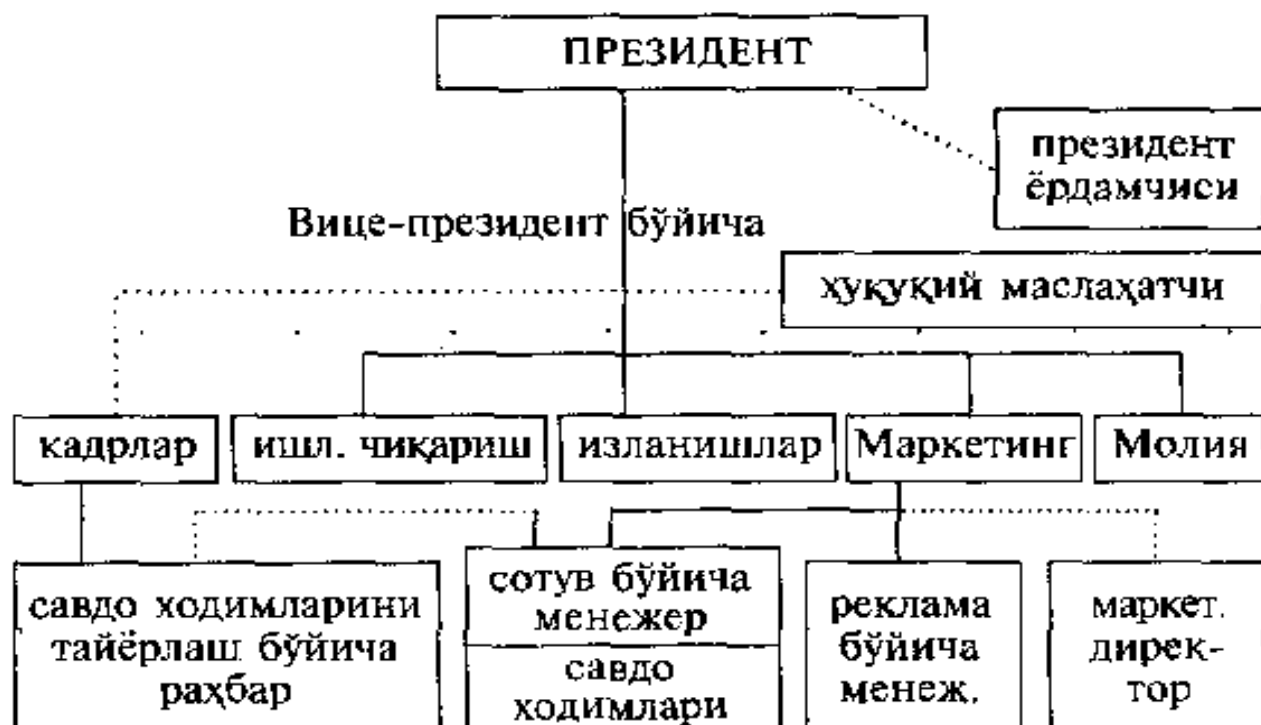 ПРЕЗИДЕНТ
президент
ёрдамчиси
Вице-президент бўйича
ҳуқуқий маслаҳатчи
кадрлар
ишл. чиқариш
изланишлар
Маркетинг
Молия
савдо ходимларини
тайёрлаш бўйича
раҳбар
сотув бўйича
менежер
савдо
ходимлари
реклама
бўйича
менеж.
маркет.
дирек-
тор